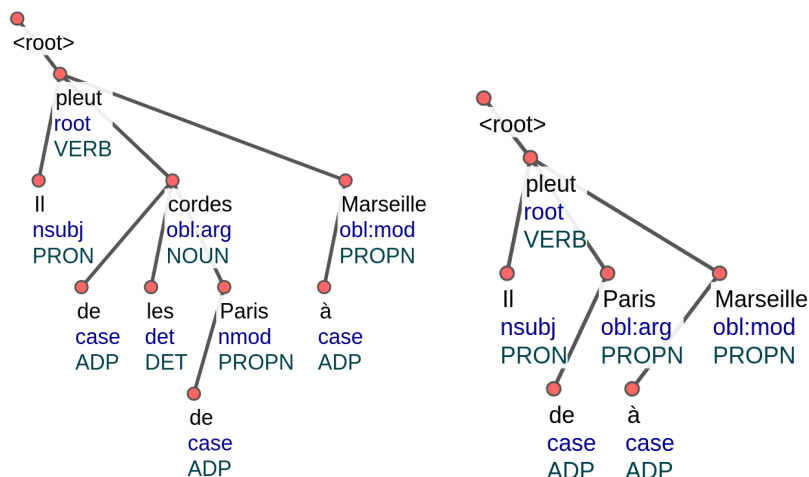 <root>
pleut
root
VERB
Il
nsubj
PRON
cordes
obl:arg
NOUN
Marseille
obl:mod
PROPN
de
case
ADP
les
det
DET
Paris
nmod
PROPN
à
case
ADP
de
case
ADP
<root>
pleut
root
VERB
Il
nsubj
PRON
Paris
obl:arg
PROPN
Marseille
obl:mod
PROPN
de
case
ADP
à
case
ADP